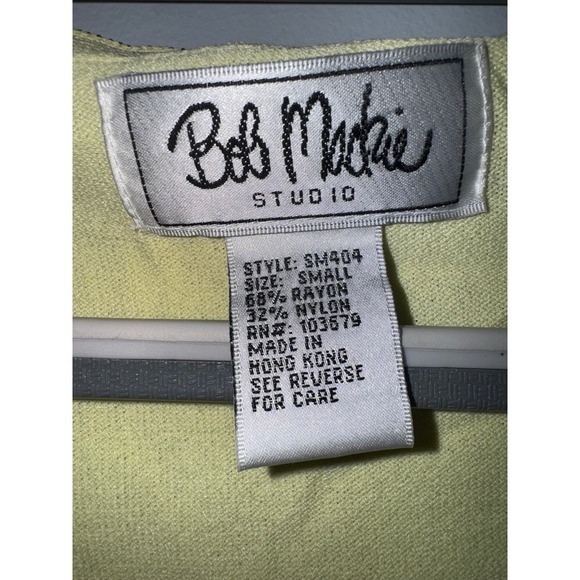 Bob Mackie
STUDIO
STYLE: SM404
SIZE: SMALL
68% RAYON
32% NYLON
RN#: 103679
MADE IN
HONG KONG
SEE REVERSE
FOR CARE